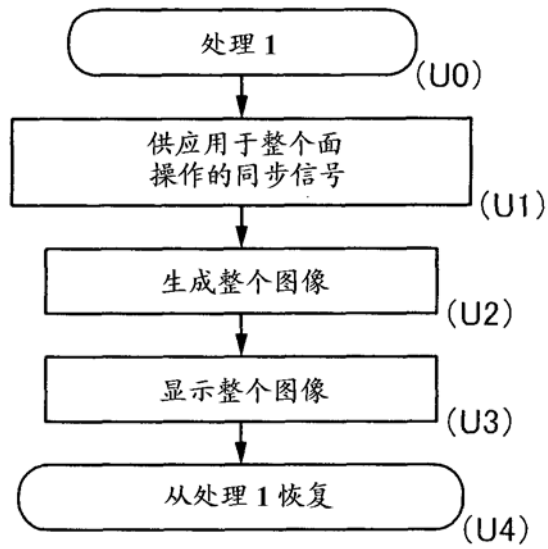 处理 1
(U0)
供应用于整个面
操作的同步信号
(U1)
生成整个图像
(U2)
显示整个图像
(U3)
从处理 1 恢复
(U4)